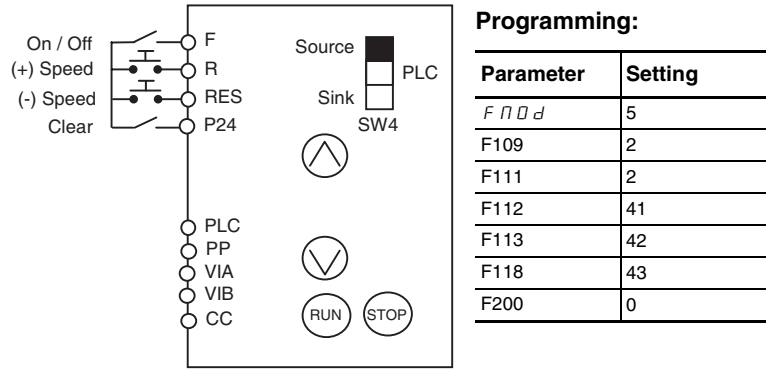 On / Off
(+) Speed
(-) Speed
Clear
F
R
RES
P24
PLC
PP
VIA
VIB
CC
Source
Sink
PLC
SW4
RUN
STOP
Programming:
Parameter Setting
FNOd 5
F109 2
F111 2
F112 41
F113 42
F118 43
F200 0